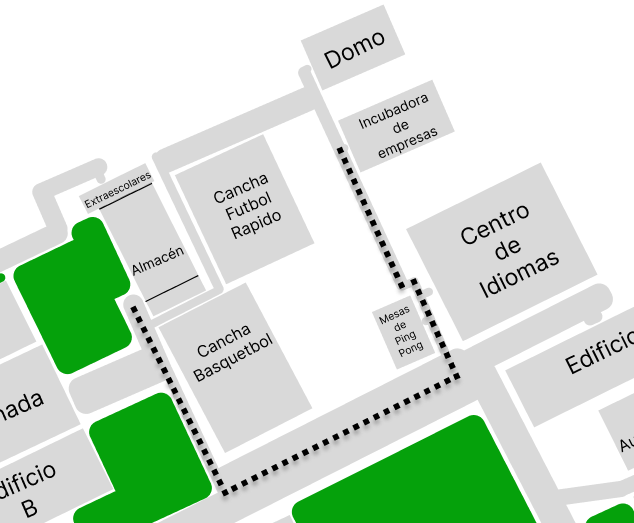 Domo
Incubadora
de
empresas
Extraescolares
Cancha
Futbol
Rapido
Almacén
Centro
de
Idiomas
Mesas
de
Ping
Pong
Cancha
Basquetbol
Edificio
nada
dificio
B
Au